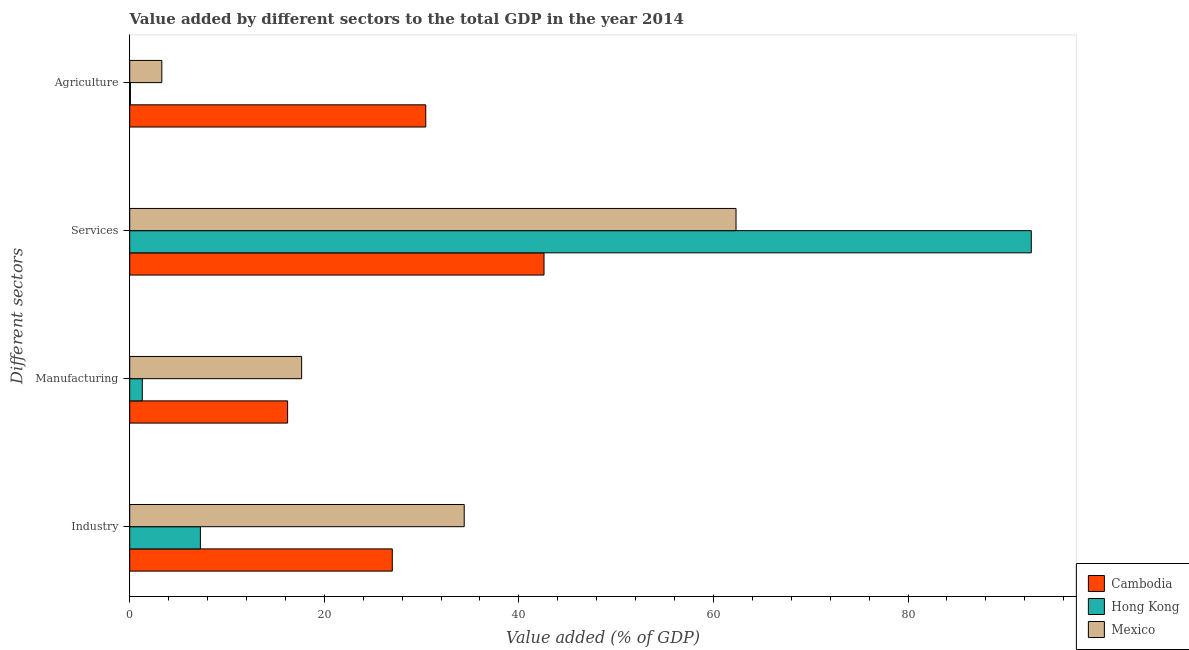 Value added by different sectors to the total GDP in the year 2014
Different sectors
Agriculture
Services
Manufacturing
Industry
0
20
40
60
80
Value added (% of GDP)
Cambodia
Hong Kong
Mexico